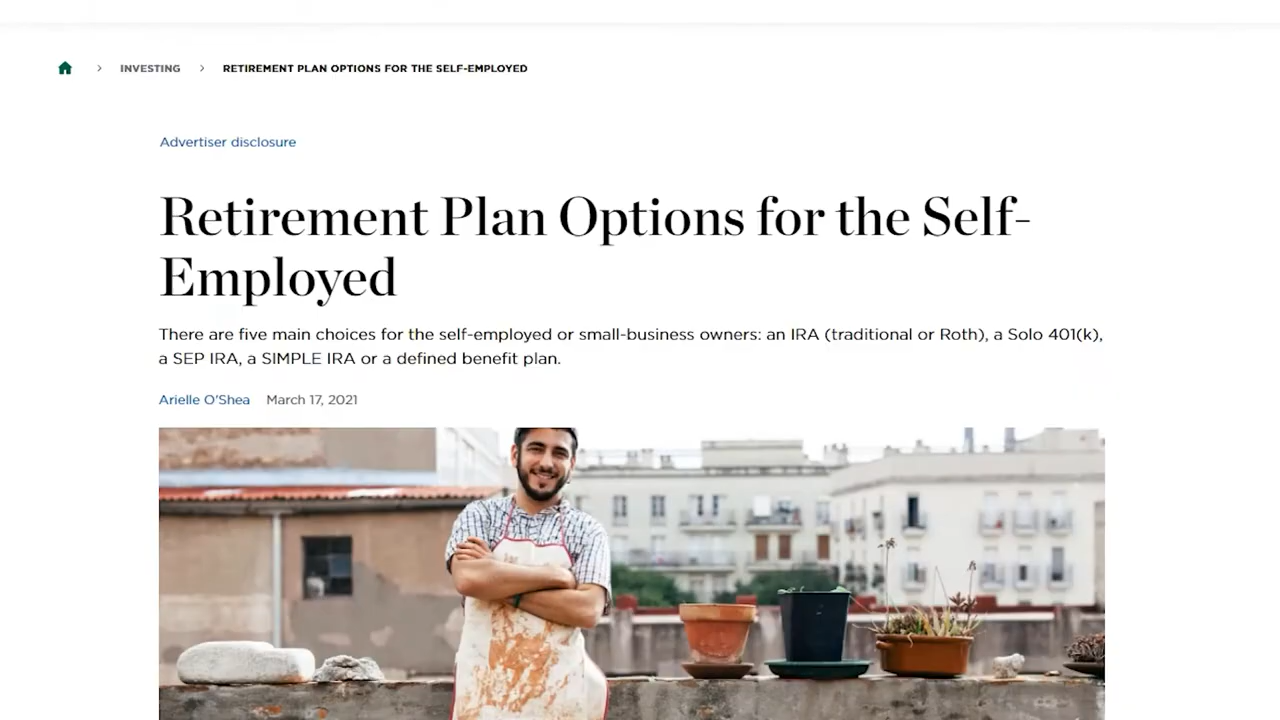 INVESTING RETIREMENT PLAN OPTIONS FOR THE SELF-EMPLOYED
Advertiser disclosure
Retirement Plan Options for the Self-
Employed
There are five main choices for the self-employed or small-business owners: an IRA (traditional or Roth), a Solo 401(k),
a SEP IRA, a SIMPLE IRA or a defined benefit plan.
Arielle O'Shea March 17, 2021